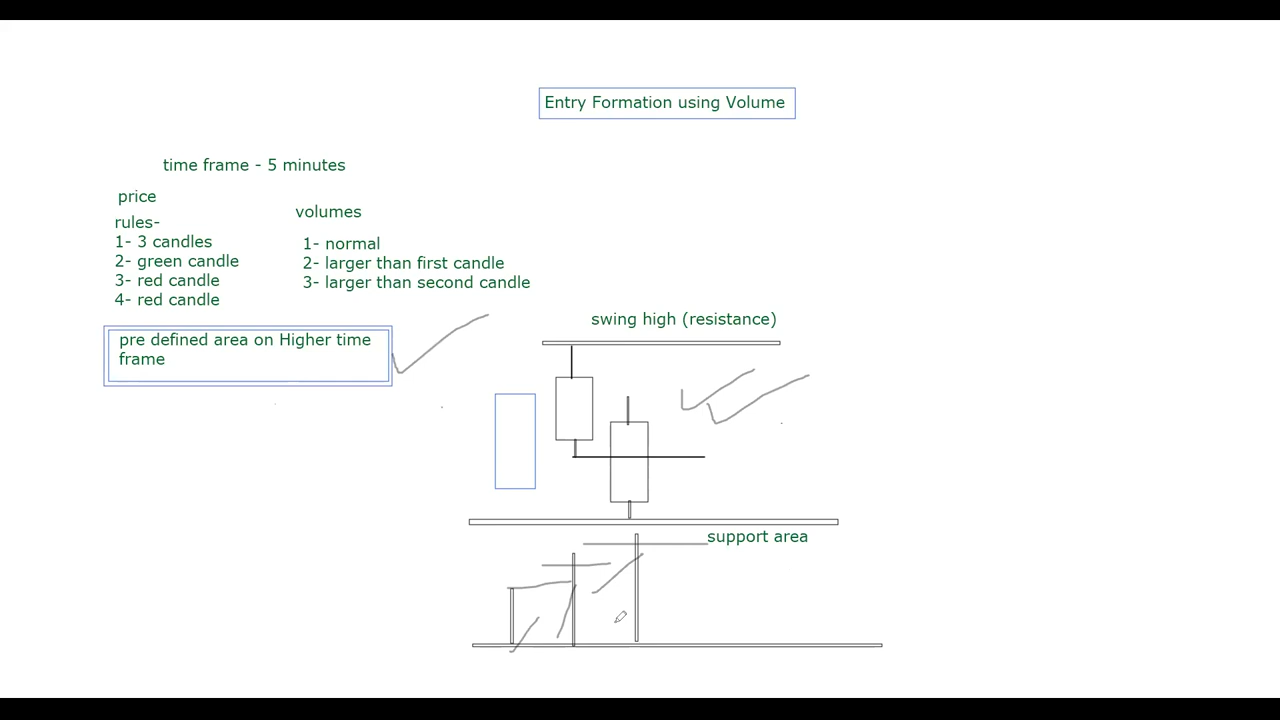 Entry Formation using Volume
time frame - 5 minutes
price
rules-
1- 3 candles
2- green candle
3- red candle
4- red candle
volumes
1- normal
2- larger than first candle
3- larger than second candle
pre defined area on Higher time
frame
swing high (resistance)
support area